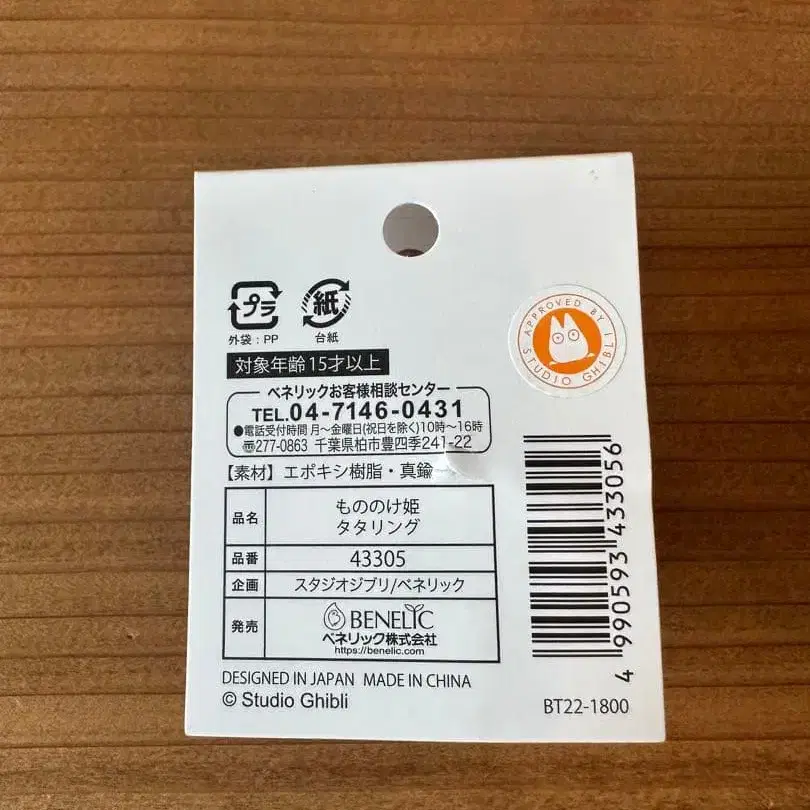 プラ
紙
外袋：PP
台紙
APPROVED BY STUDIO GHIBLI
対象年齢15才以上
ベネリックお客様相談センター
TEL.04-7146-0431
●電話受付時間 月～金曜日(祝日を除く)10時～16時
〠277-0863 千葉県柏市豊四季241-22
【素材】エポキシ樹脂・真鍮
品名
もののけ姫
タタリング
品番
43305
企画
スタジオジブリ/ベネリック
発売
BENELIC
ベネリック株式会社
https://benelic.com/
DESIGNED IN JAPAN MADE IN CHINA
© Studio Ghibli
4 990593 433056
BT22-1800